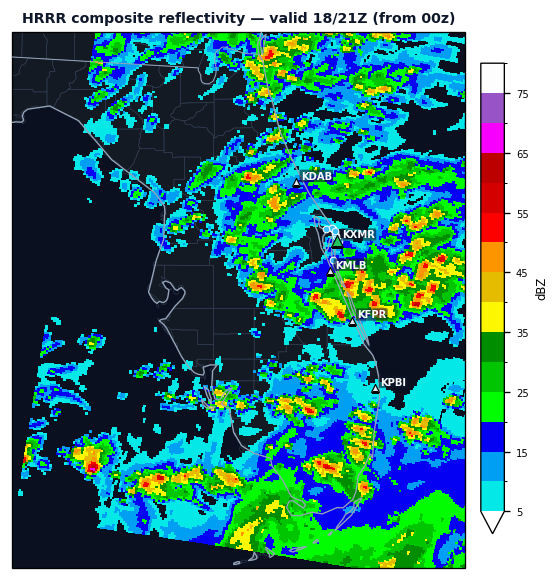 HRRR composite reflectivity — valid 18/21Z (from 00z)
KDAB
KXMR
KMLB
KFPR
KPBI
75
65
55
45
35
25
15
5
dBZ